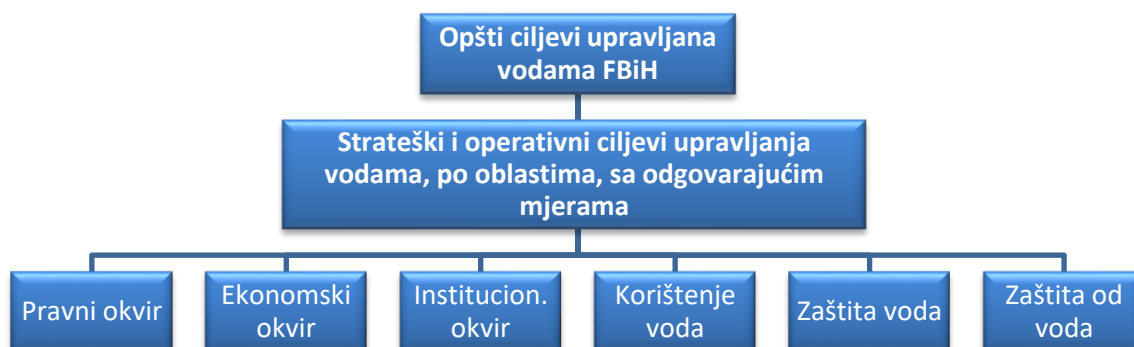 Opšti ciljevi upravljana
vodama FBiH
Strateški i operativni ciljevi upravljanja
vodama, po oblastima, sa odgovarajućim
mjerama
Pravni okvir
Ekonomski
okvir
Institucion.
okvir
Korištenje
voda
Zaštita voda
Zaštita od
voda